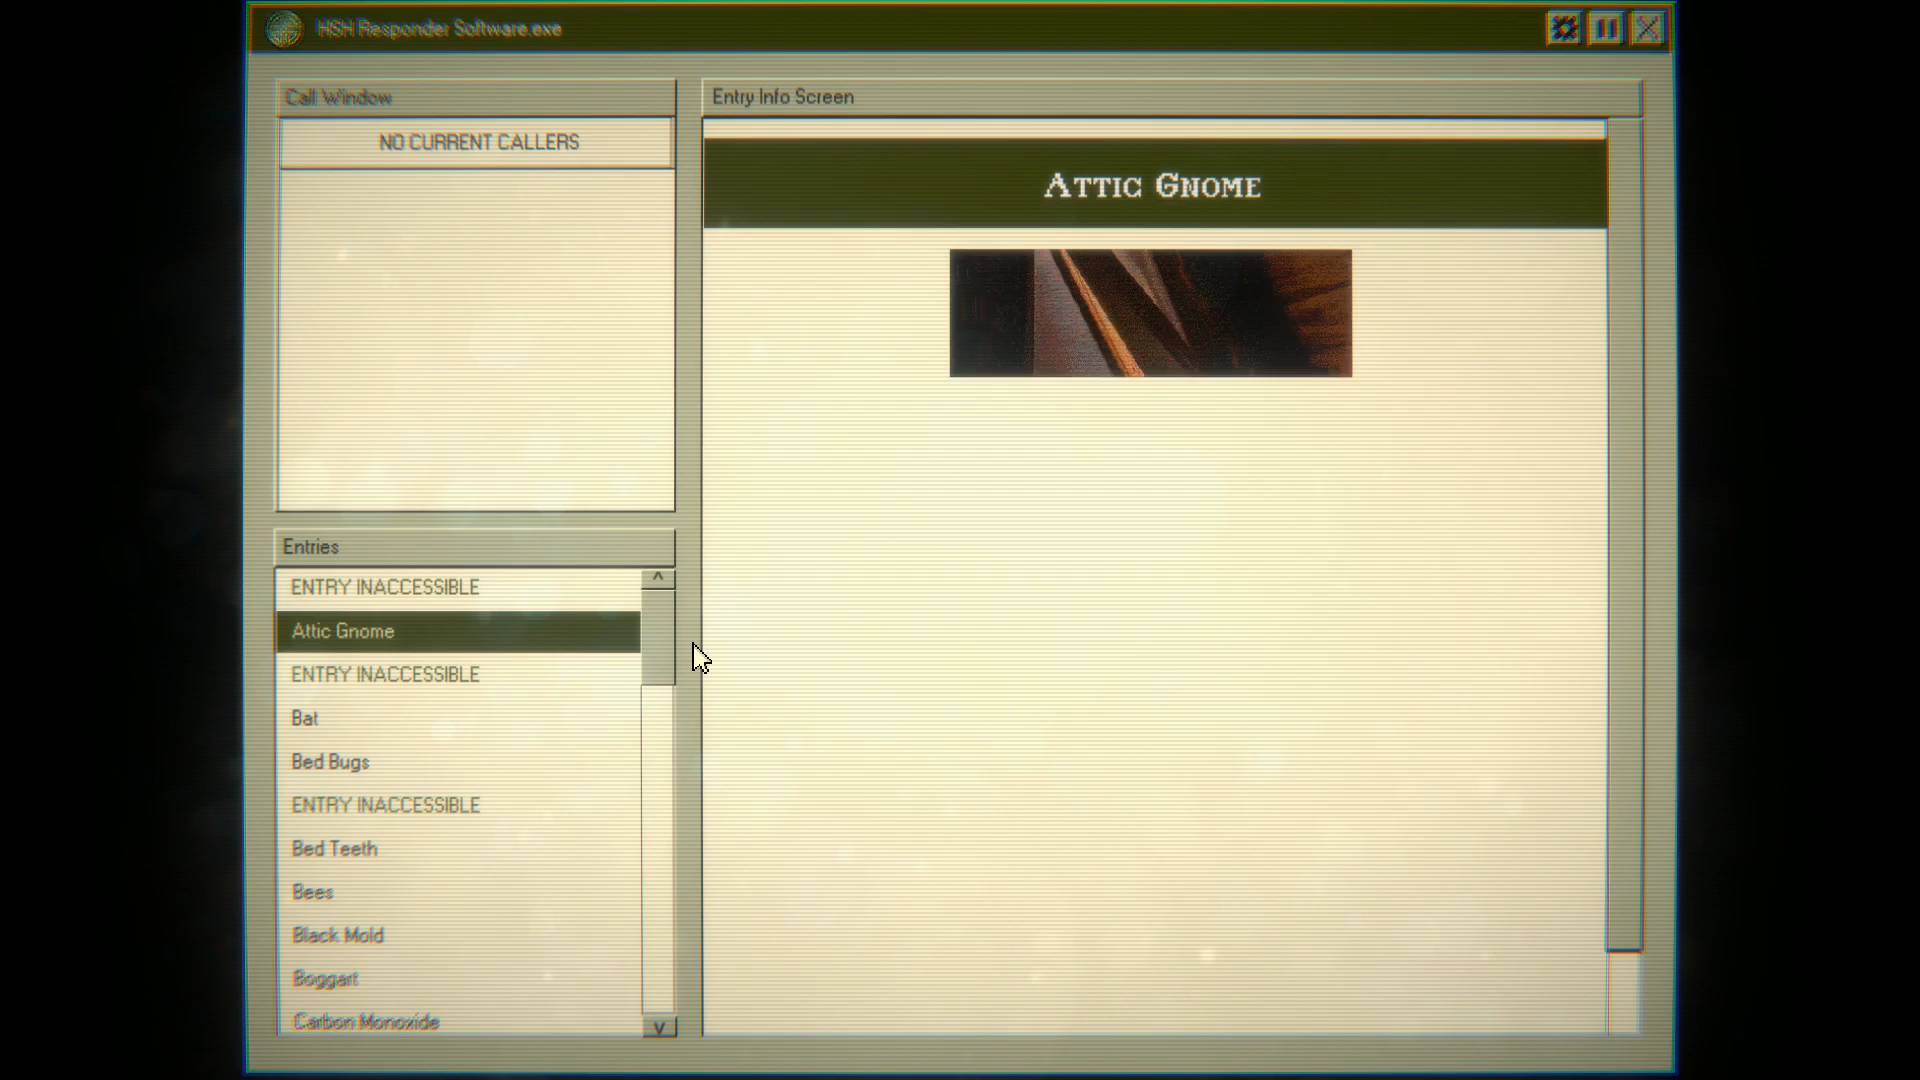 HSH Responder Software.exe
Call Window
NO CURRENT CALLERS
Entries
ENTRY INACCESSIBLE
Attic Gnome
ENTRY INACCESSIBLE
Bat
Bed Bugs
ENTRY INACCESSIBLE
Bed Teeth
Bees
Black Mold
Boggart
Carbon Monoxide
Entry Info Screen
Attic Gnome